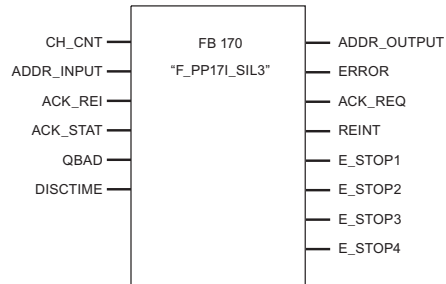 CH_CNT
ADDR_INPUT
ACK_REI
ACK_STAT
QBAD
DISCTIME
FB 170
“F_PP17I_SIL3”
ADDR_OUTPUT
ERROR
ACK_REQ
REINT
E_STOP1
E_STOP2
E_STOP3
E_STOP4